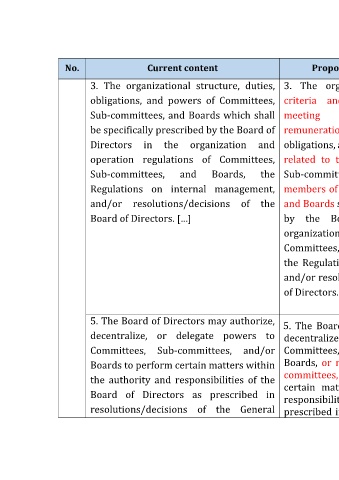 No.
Current content
Propo
3. The organizational structure, duties,
obligations, and powers of Committees,
Sub-committees, and Boards which shall
be specifically prescribed by the Board of
Directors in the organization and
operation regulations of Committees,
Sub-committees, and Boards, the
Regulations on internal management,
and/or resolutions/decisions of the
Board of Directors. [...]
3. The org
criteria and
meeting
remuneratio
obligations, a
related to t
Sub-committ
members of
and Boards s
by the Bo
organization
Committees,
the Regulati
and/or resol
of Directors.
5. The Board of Directors may authorize,
decentralize, or delegate powers to
Committees, Sub-committees, and/or
Boards to perform certain matters within
the authority and responsibilities of the
Board of Directors as prescribed in
resolutions/decisions of the General
5. The Board
decentralize
Committees,
Boards, or m
committees,
certain mat
responsibilit
prescribed i